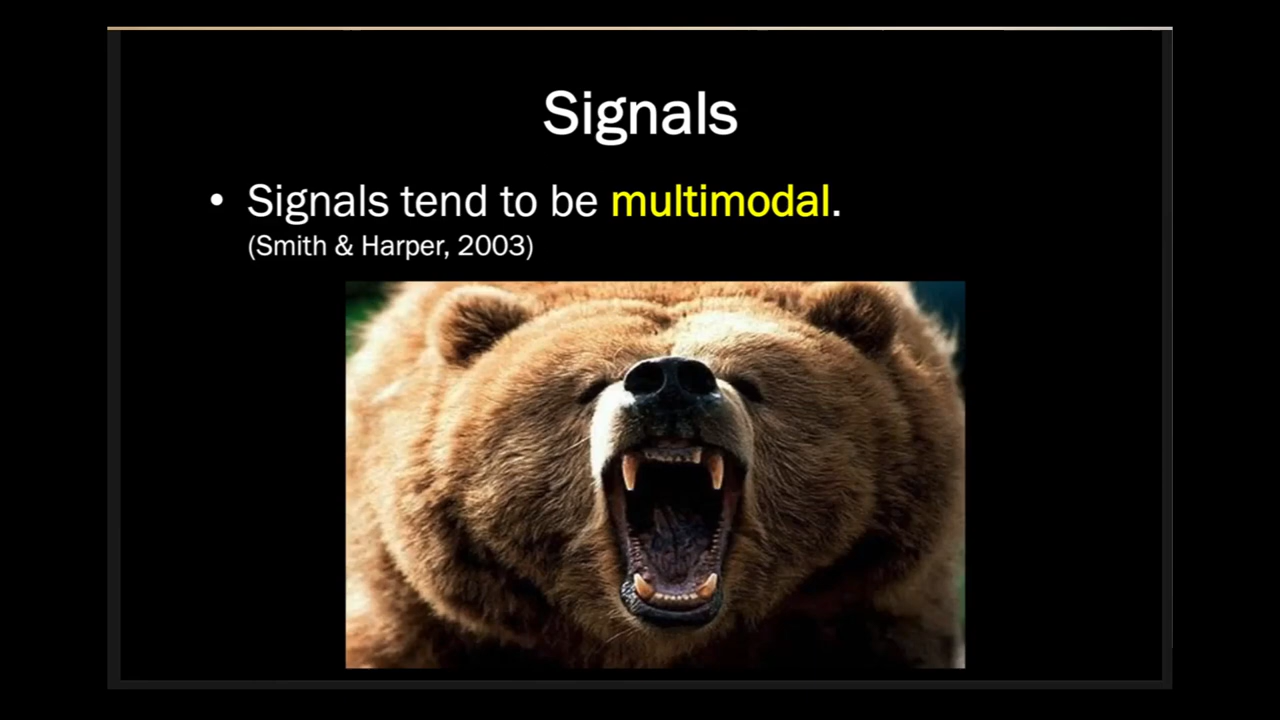 Signals
• Signals tend to be multimodal.
(Smith & Harper, 2003)